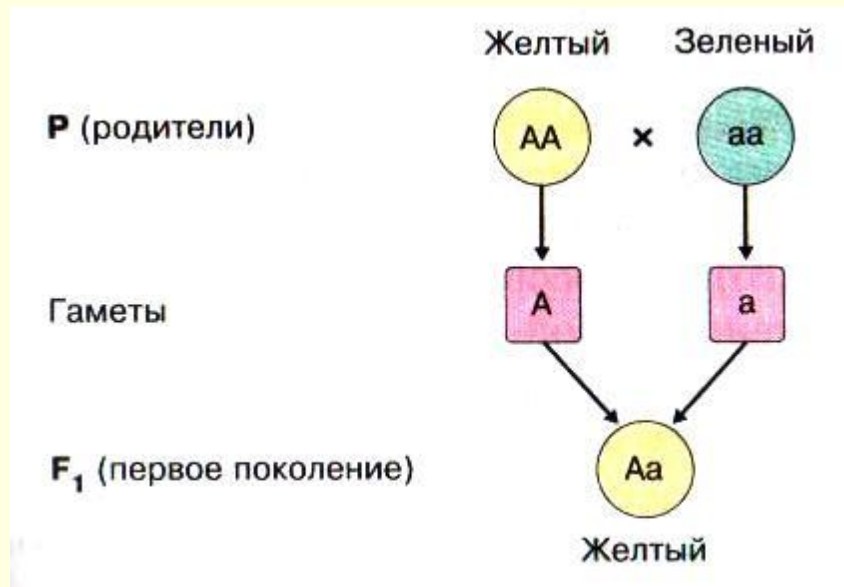 Желтый Зеленый
P (родители) AA × aa
Гаметы A a
F₁ (первое поколение) Aa
Желтый